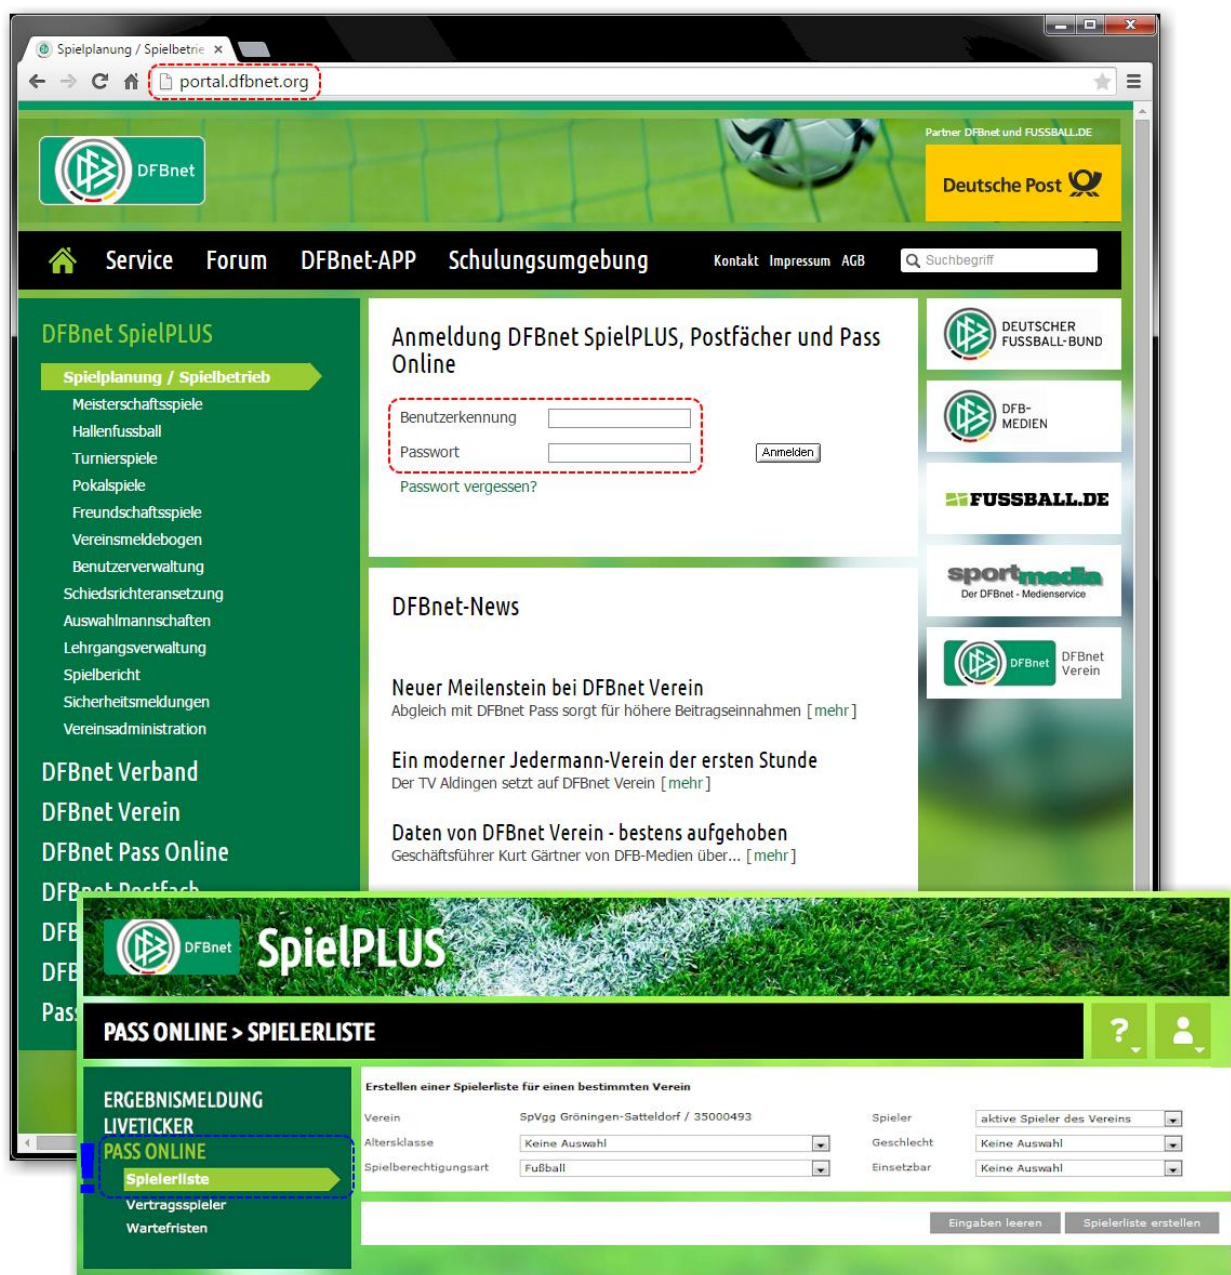 Spielplanung / Spielbetrie
portal.dfbnet.org
DFBnet
Partner DFBnet und FUSSBALL.DE
Deutsche Post
Service Forum DFBnet-APP Schulungsumgebung Kontakt Impressum AGB Suchbegriff
DFBnet SpielPLUS
Spielplanung / Spielbetrieb
Meisterschaftsspiele
Hallenfussball
Turnierspiele
Pokalspiele
Freundschaftsspiele
Vereinsmeldebogen
Benutzerverwaltung
Schiedsrichteransetzung
Auswahlmannschaften
Lehrgangsverwaltung
Spielbericht
Sicherheitsmeldungen
Vereinsadministration
DFBnet Verband
DFBnet Verein
DFBnet Pass Online
DFBnet Postfach
DFB
DFB
Pass
Anmeldung DFBnet SpielPLUS, Postfächer und Pass
Online
Benutzerkennung
Passwort
Anmelden
Passwort vergessen?
DFBnet-News
Neuer Meilenstein bei DFBnet Verein
Abgleich mit DFBnet Pass sorgt für höhere Beitragseinnahmen [ mehr ]
Ein moderner Jedermann-Verein der ersten Stunde
Der TV Aldingen setzt auf DFBnet Verein [ mehr ]
Daten von DFBnet Verein - bestens aufgehoben
Geschäftsführer Kurt Gärtner von DFB-Medien über... [ mehr ]
DEUTSCHER
FUSSBALL-BUND
DFB-
MEDIEN
FUSSBALL.DE
sportmedia
Der DFBnet - Medienservice
DFBnet
DFBnet
Verein
DFBnet SpielPLUS
PASS ONLINE > SPIELERLISTE
?
ERGEBNISMELDUNG
LIVETICKER
! PASS ONLINE
Spielerliste
Vertragsspieler
Wartefristen
Erstellen einer Spielerliste für einen bestimmten Verein
Verein SpVgg Gröningen-Satteldorf / 35000493 Spieler aktive Spieler des Vereins
Altersklasse Keine Auswahl Geschlecht Keine Auswahl
Spielberechtigungsart Fußball Einsetzbar Keine Auswahl
Eingaben leeren Spielerliste erstellen